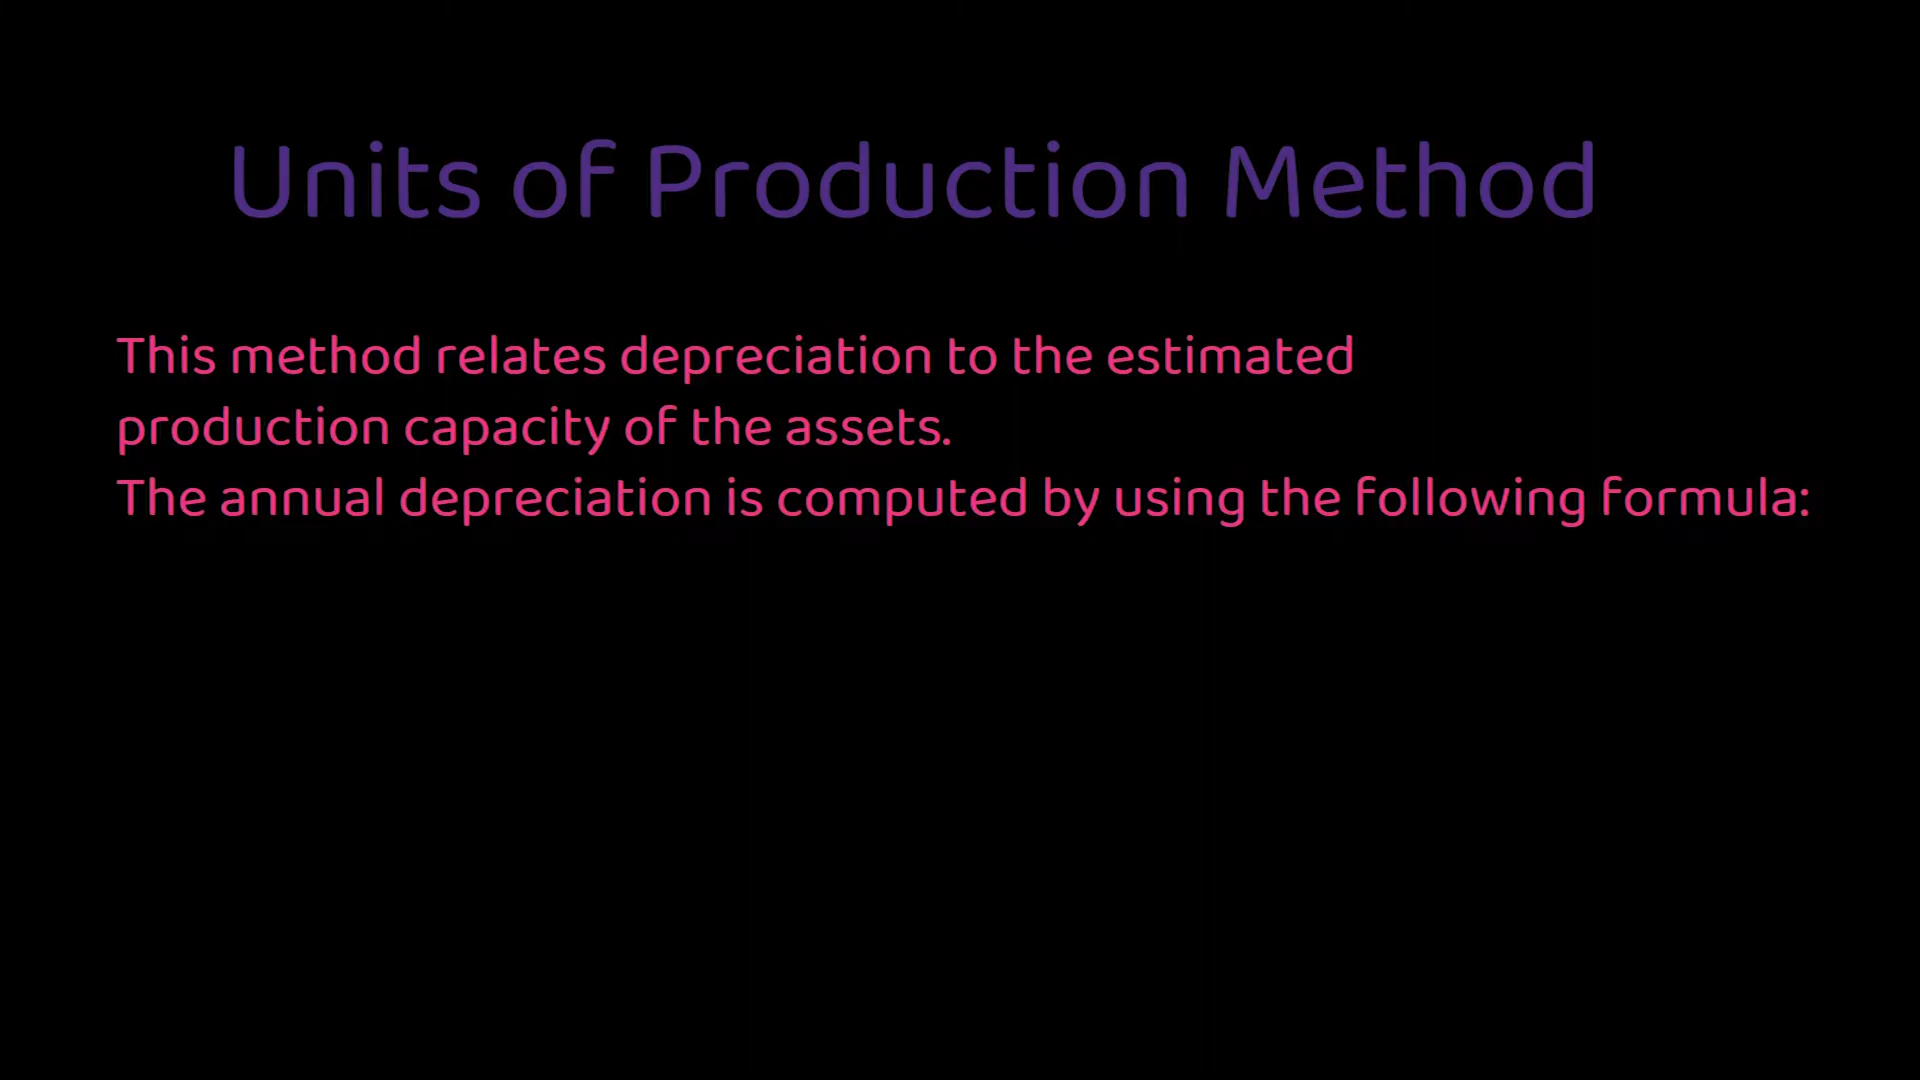 Units of Production Method
This method relates depreciation to the estimated
production capacity of the assets.
The annual depreciation is computed by using the following formula: